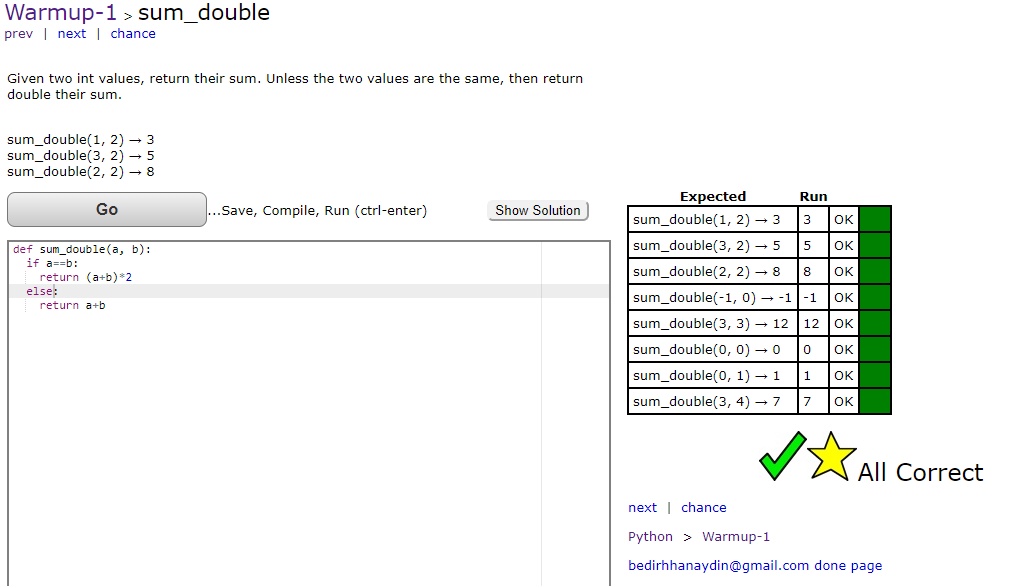 Warmup-1 > sum_double
prev | next | chance
Given two int values, return their sum. Unless the two values are the same, then return
double their sum.
sum_double(1, 2) → 3
sum_double(3, 2) → 5
sum_double(2, 2) → 8
Go ...Save, Compile, Run (ctrl-enter) Show Solution
def sum_double(a, b):
  if a==b:
    return (a+b)*2
  else:
    return a+b
Expected Run
sum_double(1, 2) → 3 3 OK
sum_double(3, 2) → 5 5 OK
sum_double(2, 2) → 8 8 OK
sum_double(-1, 0) → -1 -1 OK
sum_double(3, 3) → 12 12 OK
sum_double(0, 0) → 0 0 OK
sum_double(0, 1) → 1 1 OK
sum_double(3, 4) → 7 7 OK
All Correct
next | chance
Python > Warmup-1
bedirhhanaydin@gmail.com done page